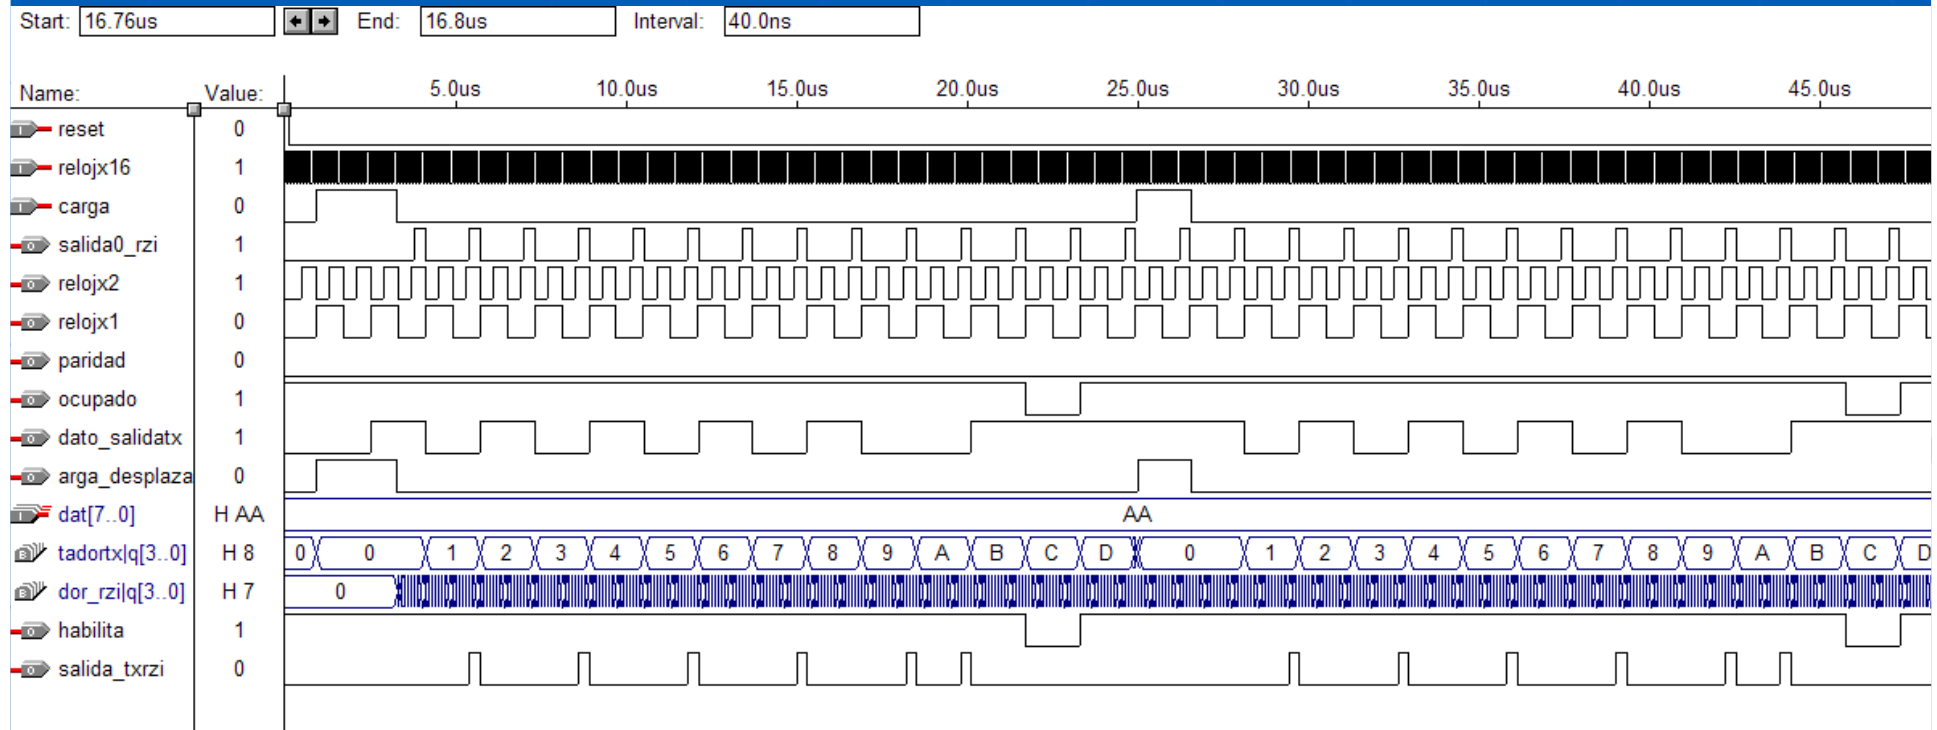 Start: 16.76us End: 16.8us Interval: 40.0ns
Name: Value: 5.0us 10.0us 15.0us 20.0us 25.0us 30.0us 35.0us 40.0us 45.0us
reset 0
relojx16 1
carga 0
salida0_rzi 1
relojx2 1
relojx1 0
paridad 0
ocupado 1
dato_salidatx 1
arga_desplaza 0
dat[7..0] H AA AA
tadortx|q[3..0] H 8 0 0 1 2 3 4 5 6 7 8 9 A B C D 0 1 2 3 4 5 6 7 8 9 A B C D
dor_rzi|q[3..0] H 7 0
habilita 1
salida_txrzi 0